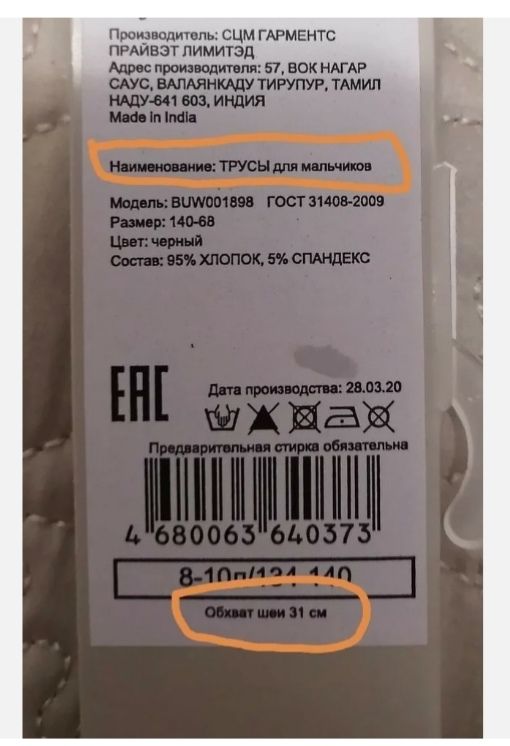 Производитель: СЦМ ГАРМЕНТС
ПРАЙВЭТ ЛИМИТЭД
Адрес производителя: 57, ВОК НАГАР
САУС, ВАЛАЯНКАДУ ТИРУПУР, ТАМИЛ
НАДУ-641 603, ИНДИЯ
Made in India
Наименование: ТРУСЫ для мальчиков
Модель: BUW001898 ГОСТ 31408-2009
Размер: 140-68
Цвет: черный
Состав: 95% ХЛОПОК, 5% СПАНДЕКС
EAC
Дата производства: 28.03.20
Предварительная стирка обязательна
4 680063 640373
8-10л/134-140
Обхват шеи 31 см